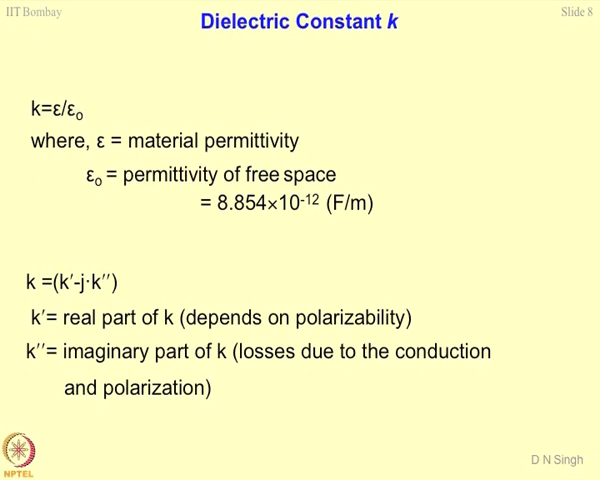 IIT Bombay
Slide 8
Dielectric Constant k
k=ε/εo
where, ε = material permittivity
εo = permittivity of free space
= 8.854×10-12 (F/m)
k =(k′-j·k′′)
k′= real part of k (depends on polarizability)
k′′= imaginary part of k (losses due to the conduction
and polarization)
NPTEL
D N Singh